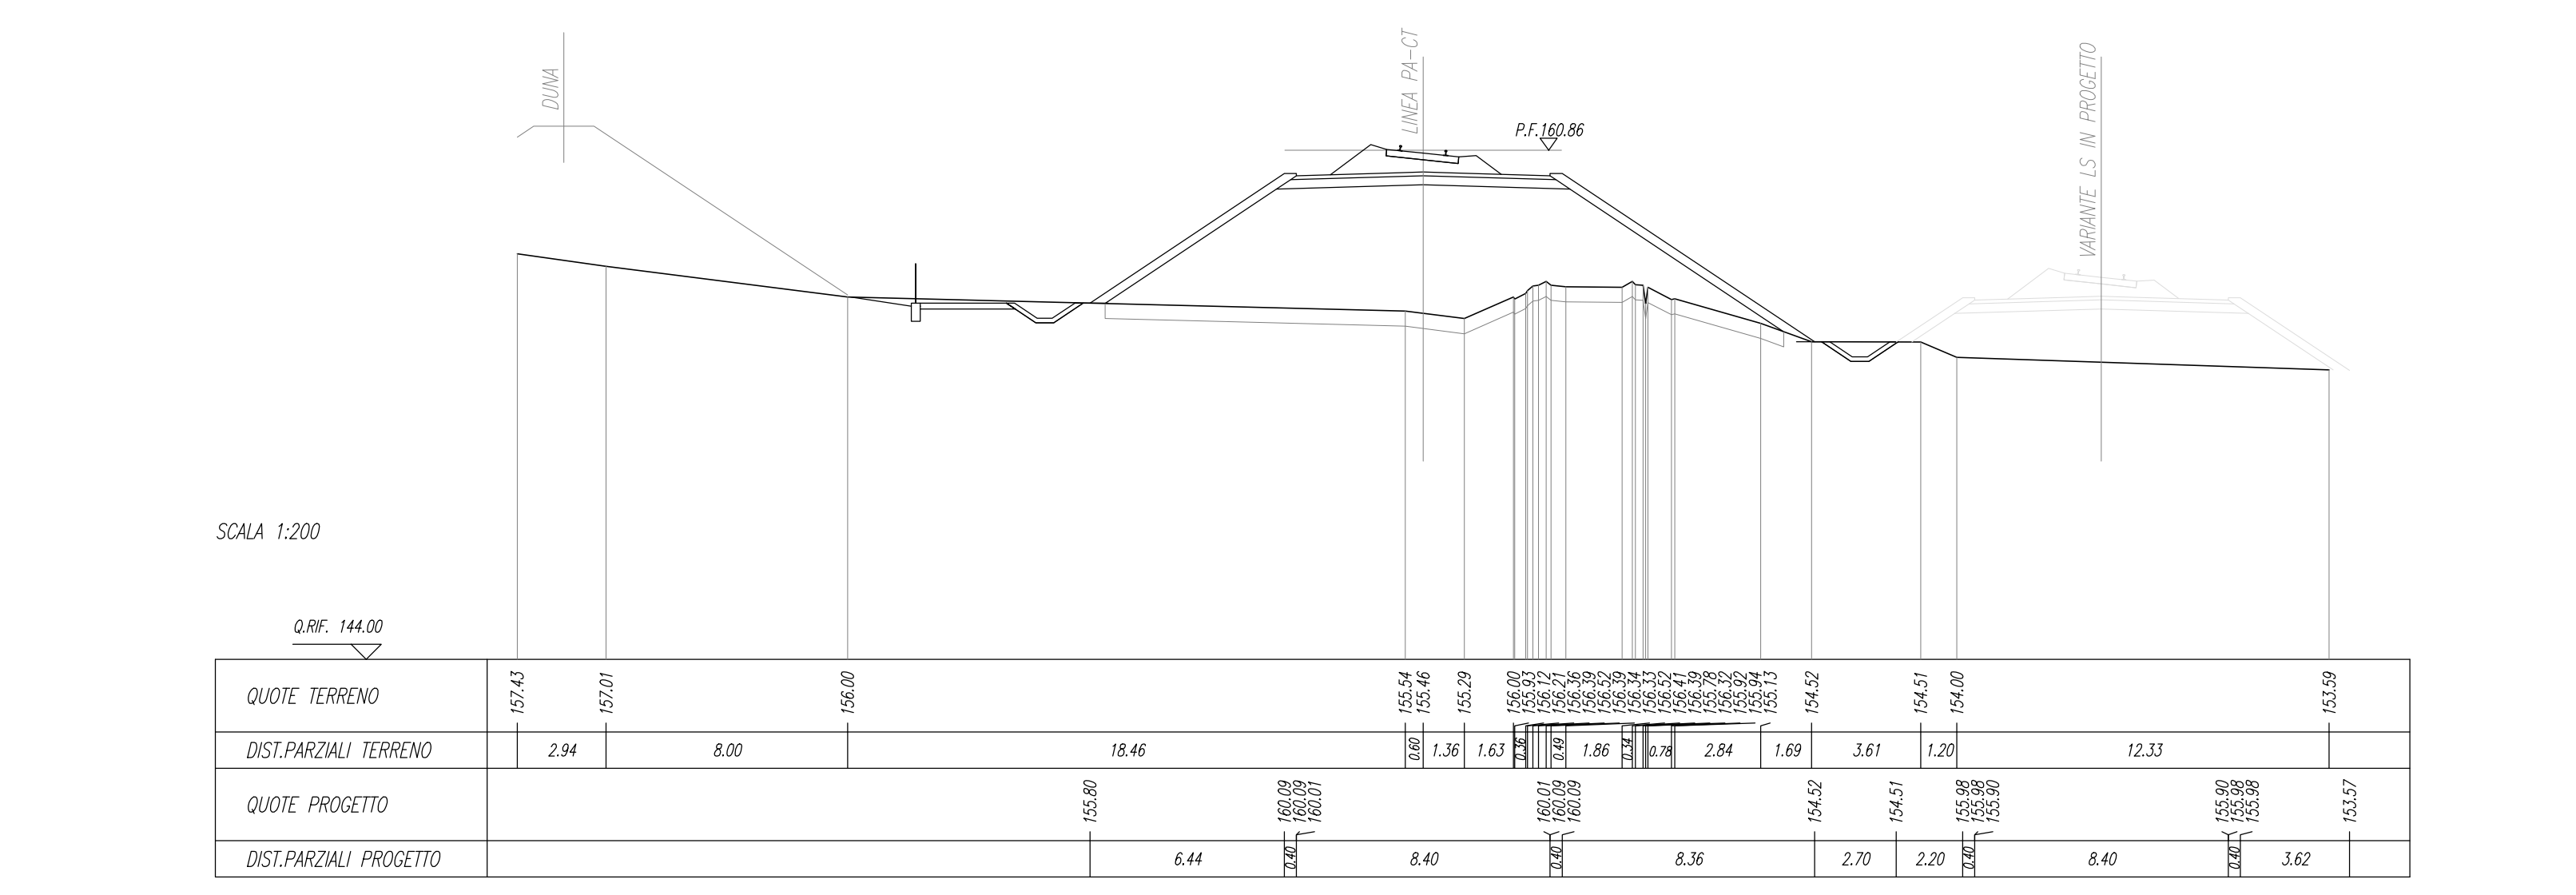 DUNA
LINEA PA-CT
P.F.160.86
VARIANTE LS IN PROGETTO
SCALA 1:200
Q.RIF. 144.00
QUOTE TERRENO 157.43 157.01 156.00 155.54 155.46 155.29 156.00 155.93 156.12 156.21 156.36 156.39 156.52 156.39 156.34 156.33 156.52 156.41 156.39 155.78 156.32 155.92 155.94 155.13 154.52 154.51 154.00 153.59
DIST.PARZIALI TERRENO 2.94 8.00 18.46 0.60 1.36 1.63 0.36 0.49 1.86 0.34 0.78 2.84 1.69 3.61 1.20 12.33
QUOTE PROGETTO 155.80 160.09 160.09 160.01 160.01 160.09 160.09 154.52 154.51 155.98 155.98 155.90 155.90 155.98 155.98 153.57
DIST.PARZIALI PROGETTO 6.44 0.40 8.40 0.40 8.36 2.70 2.20 0.40 8.40 0.40 3.62